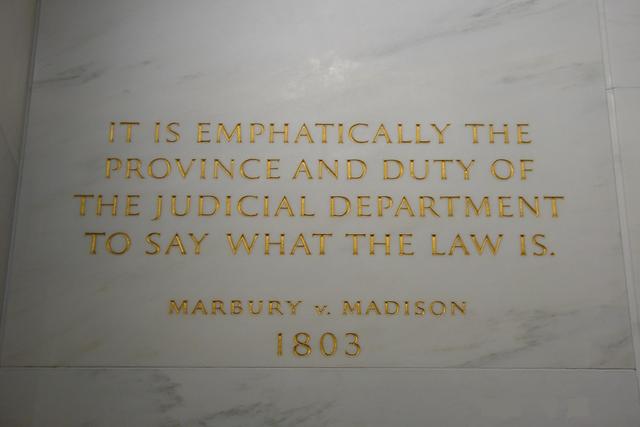 IT IS EMPHATICALLY THE
PROVINCE AND DUTY OF
THE JUDICIAL DEPARTMENT
TO SAY WHAT THE LAW IS.
MARBURY v. MADISON
1803